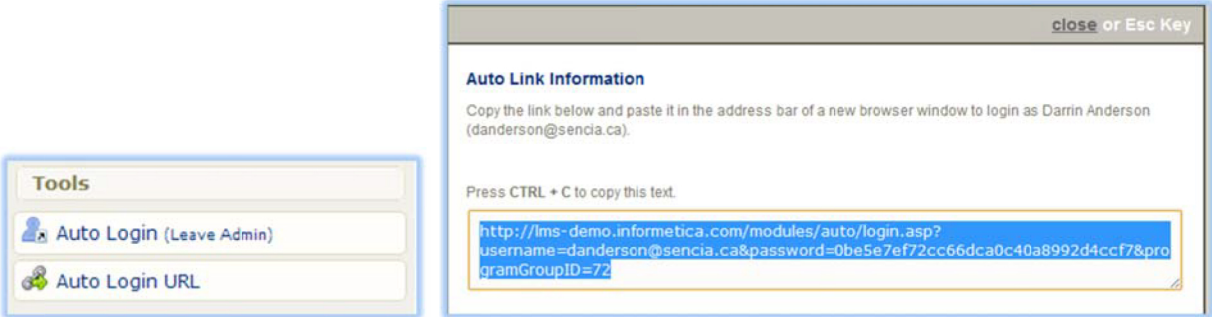 Tools
Auto Login (Leave Admin)
Auto Login URL
close or Esc Key
Auto Link Information
Copy the link below and paste it in the address bar of a new browser window to login as Darrin Anderson
(danderson@sencia.ca).
Press CTRL + C to copy this text.
http://lms-demo.informetica.com/modules/auto/login.asp?
username=danderson@sencia.ca&password=0be5e7ef72cc66dca0c40a8992d4ccf7&pro
gramGroupID=72